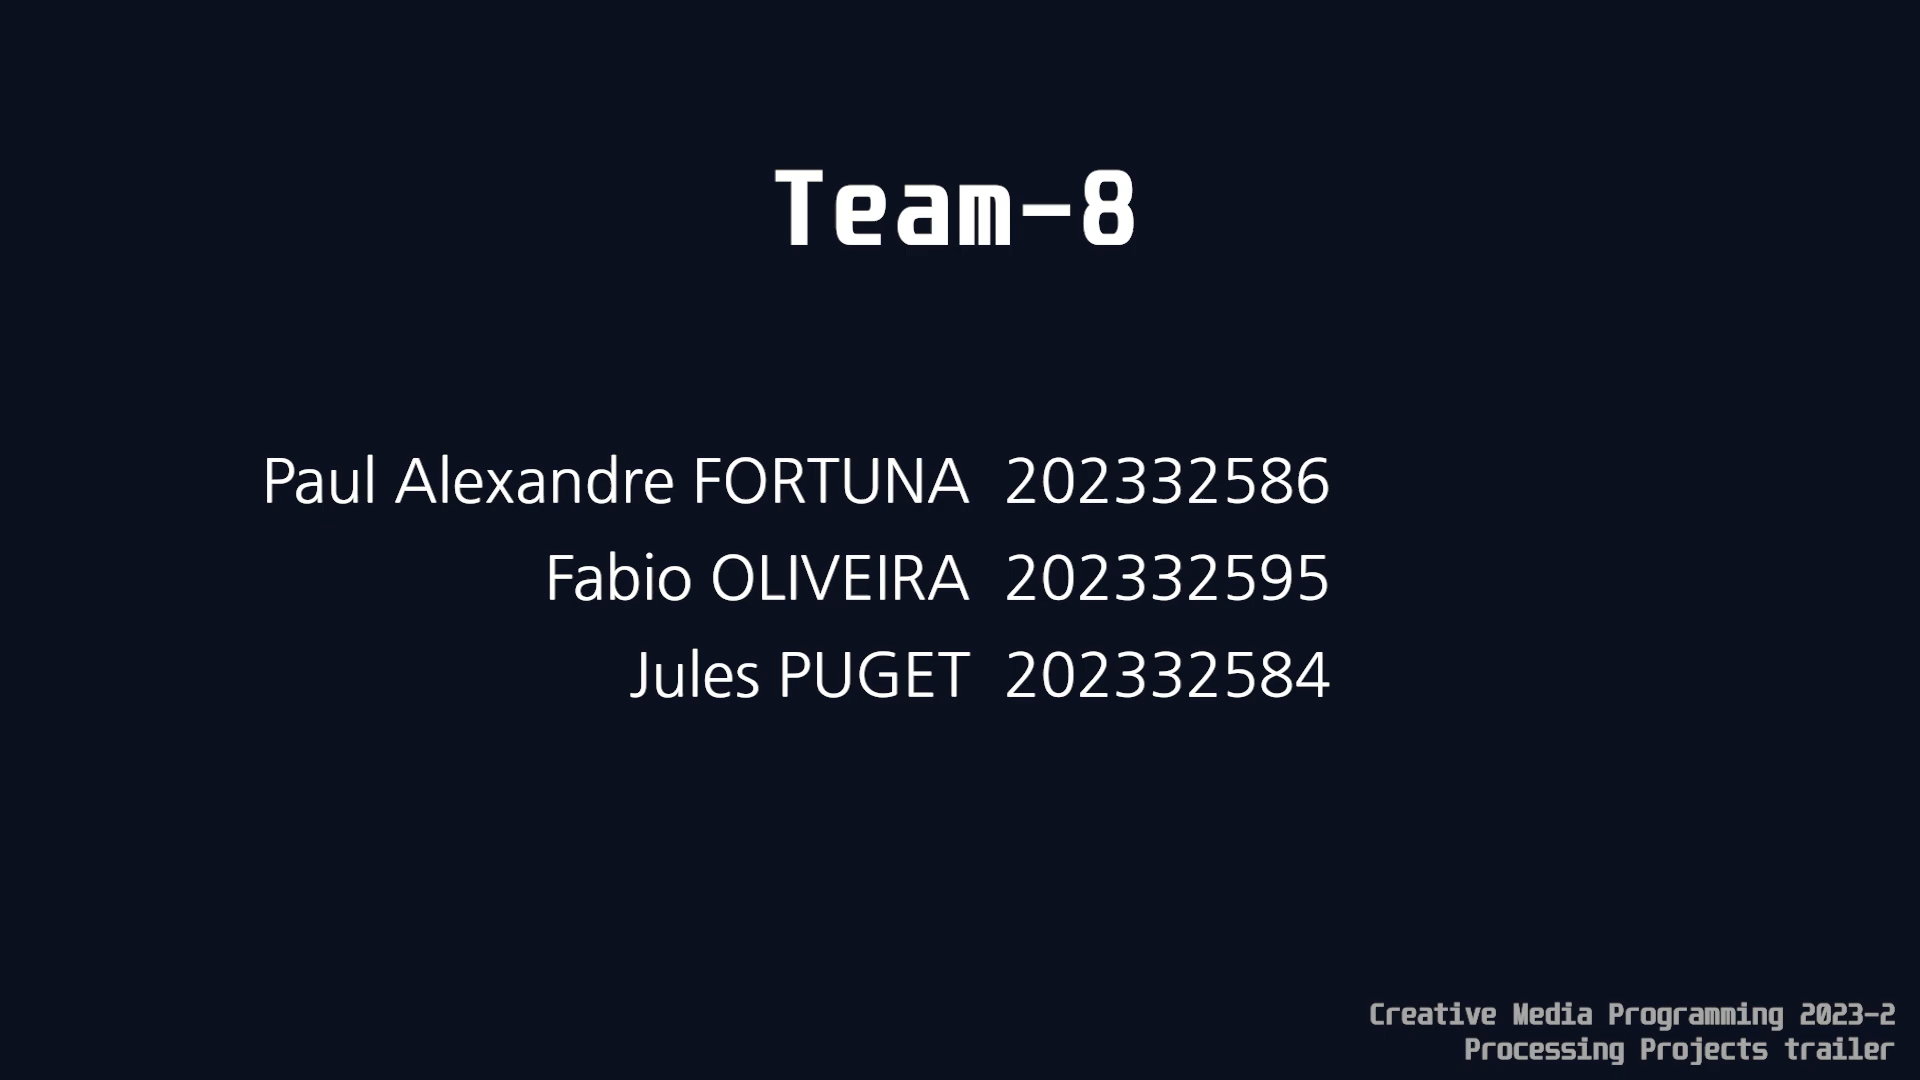 Team-8
Paul Alexandre FORTUNA 202332586
Fabio OLIVEIRA 202332595
Jules PUGET 202332584
Creative Media Programming 2023-2
Processing Projects trailer